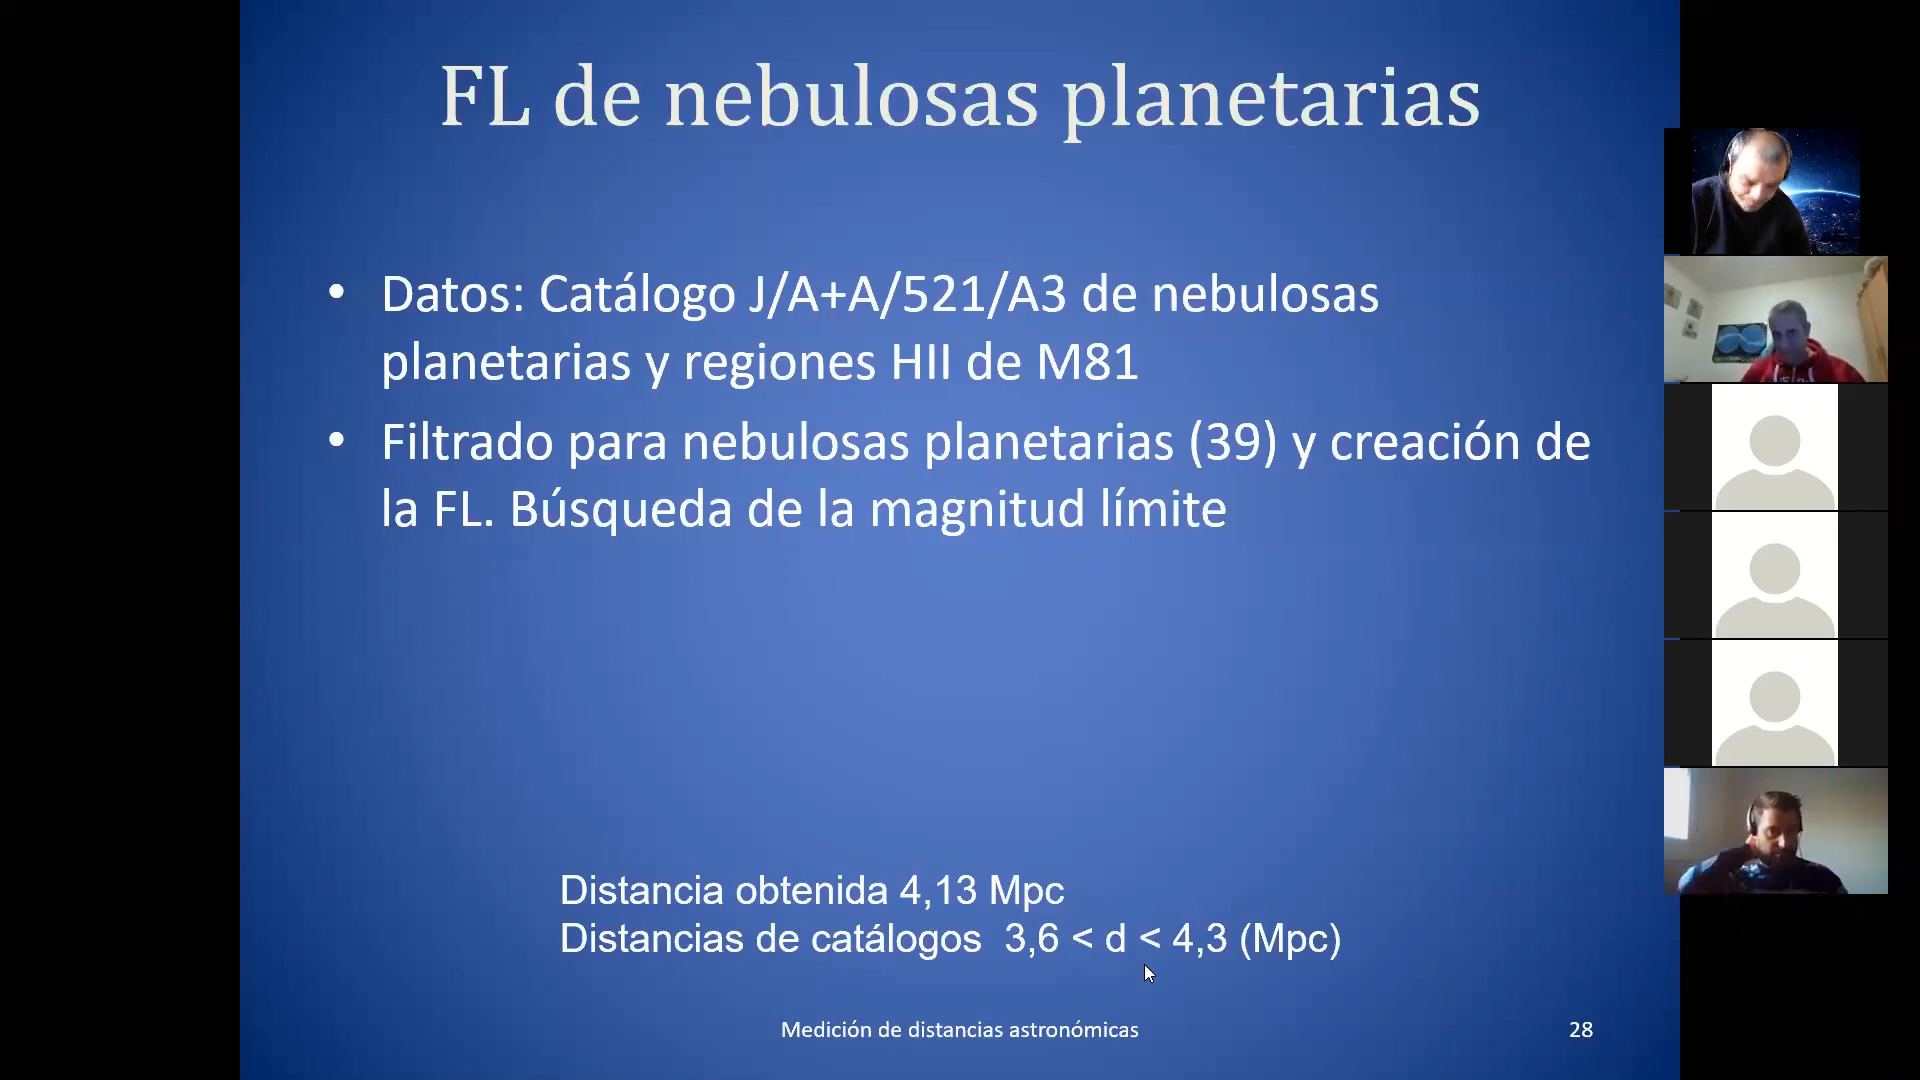 FL de nebulosas planetarias
• Datos: Catálogo J/A+A/521/A3 de nebulosas
planetarias y regiones HII de M81
• Filtrado para nebulosas planetarias (39) y creación de
la FL. Búsqueda de la magnitud límite
Distancia obtenida 4,13 Mpc
Distancias de catálogos 3,6 < d < 4,3 (Mpc)
Medición de distancias astronómicas
28